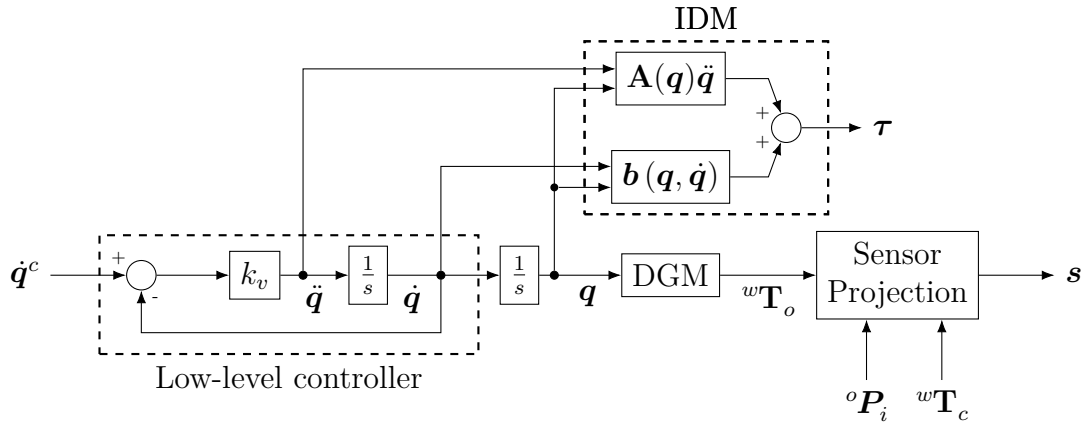 IDM
A(q)q̈
+
+
τ
b(q, q̇)
q̇ᶜ
+
-
k_v
q̈
1/s
q̇
1/s
q
DGM
ʷT_o
Sensor
Projection
s
Low-level controller
ᵒP_i
ʷT_c